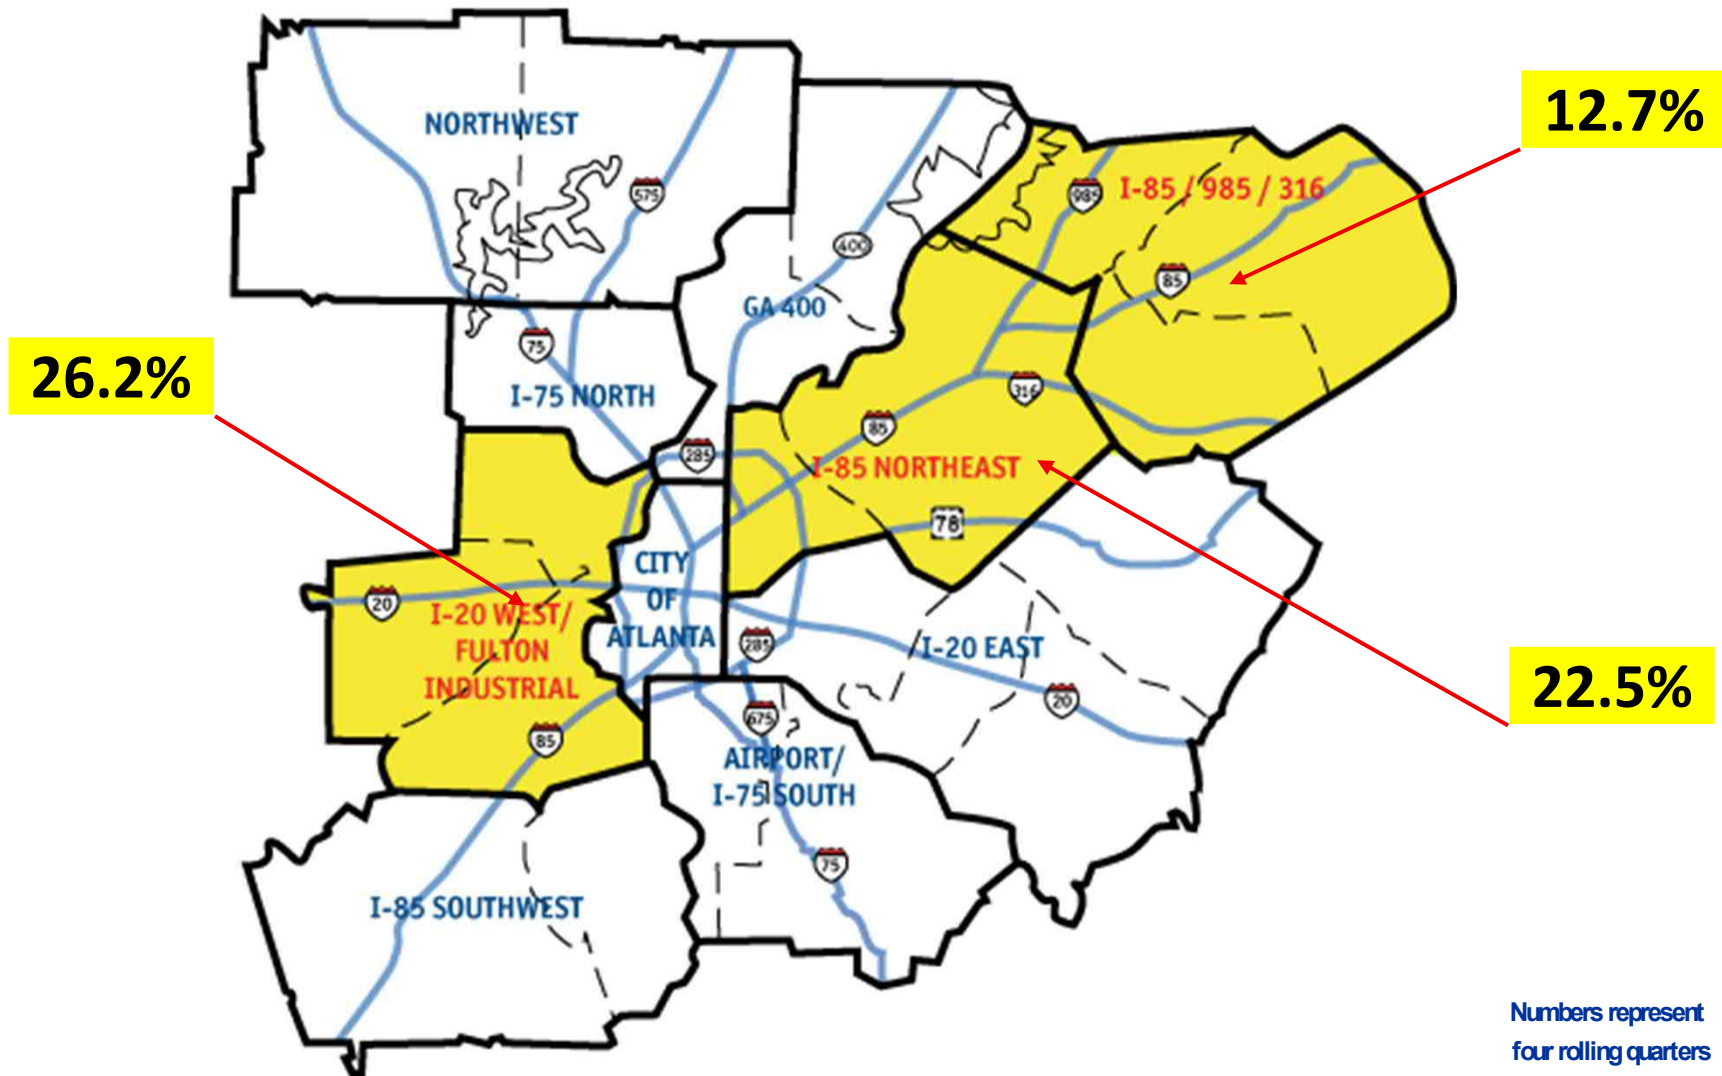 12.7%
NORTHWEST
575
985
I-85 / 985 / 316
400
85
GA 400
75
26.2%
I-75 NORTH
316
85
285
I-85 NORTHEAST
78
CITY
OF
ATLANTA
20
I-20 WEST/
FULTON
INDUSTRIAL
285
I-20 EAST
22.5%
20
675
85
AIRPORT/
I-75 SOUTH
75
I-85 SOUTHWEST
Numbers represent
four rolling quarters